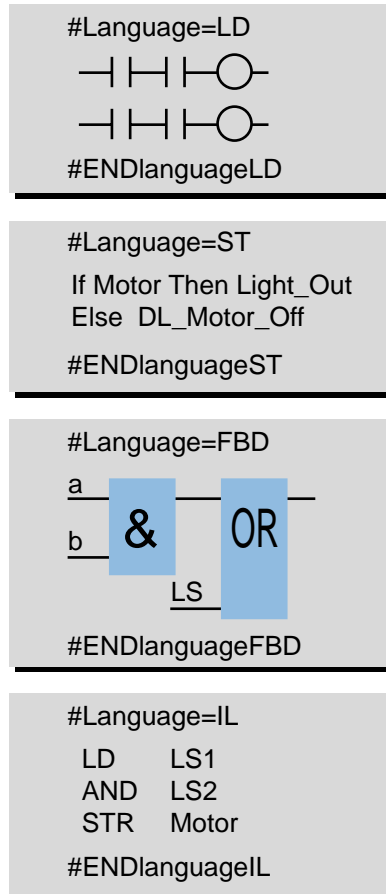 #Language=LD
#ENDlanguageLD
#Language=ST
If Motor Then Light_Out
Else DL_Motor_Off
#ENDlanguageST
#Language=FBD
a
& OR
b
LS
#ENDlanguageFBD
#Language=IL
LD LS1
AND LS2
STR Motor
#ENDlanguageIL